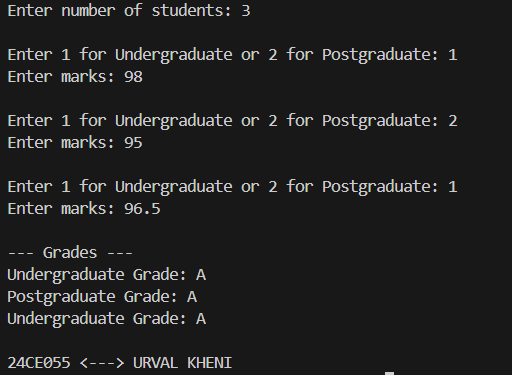 Enter number of students: 3
Enter 1 for Undergraduate or 2 for Postgraduate: 1
Enter marks: 98
Enter 1 for Undergraduate or 2 for Postgraduate: 2
Enter marks: 95
Enter 1 for Undergraduate or 2 for Postgraduate: 1
Enter marks: 96.5
--- Grades ---
Undergraduate Grade: A
Postgraduate Grade: A
Undergraduate Grade: A
24CE055 <---> URVAL KHENI